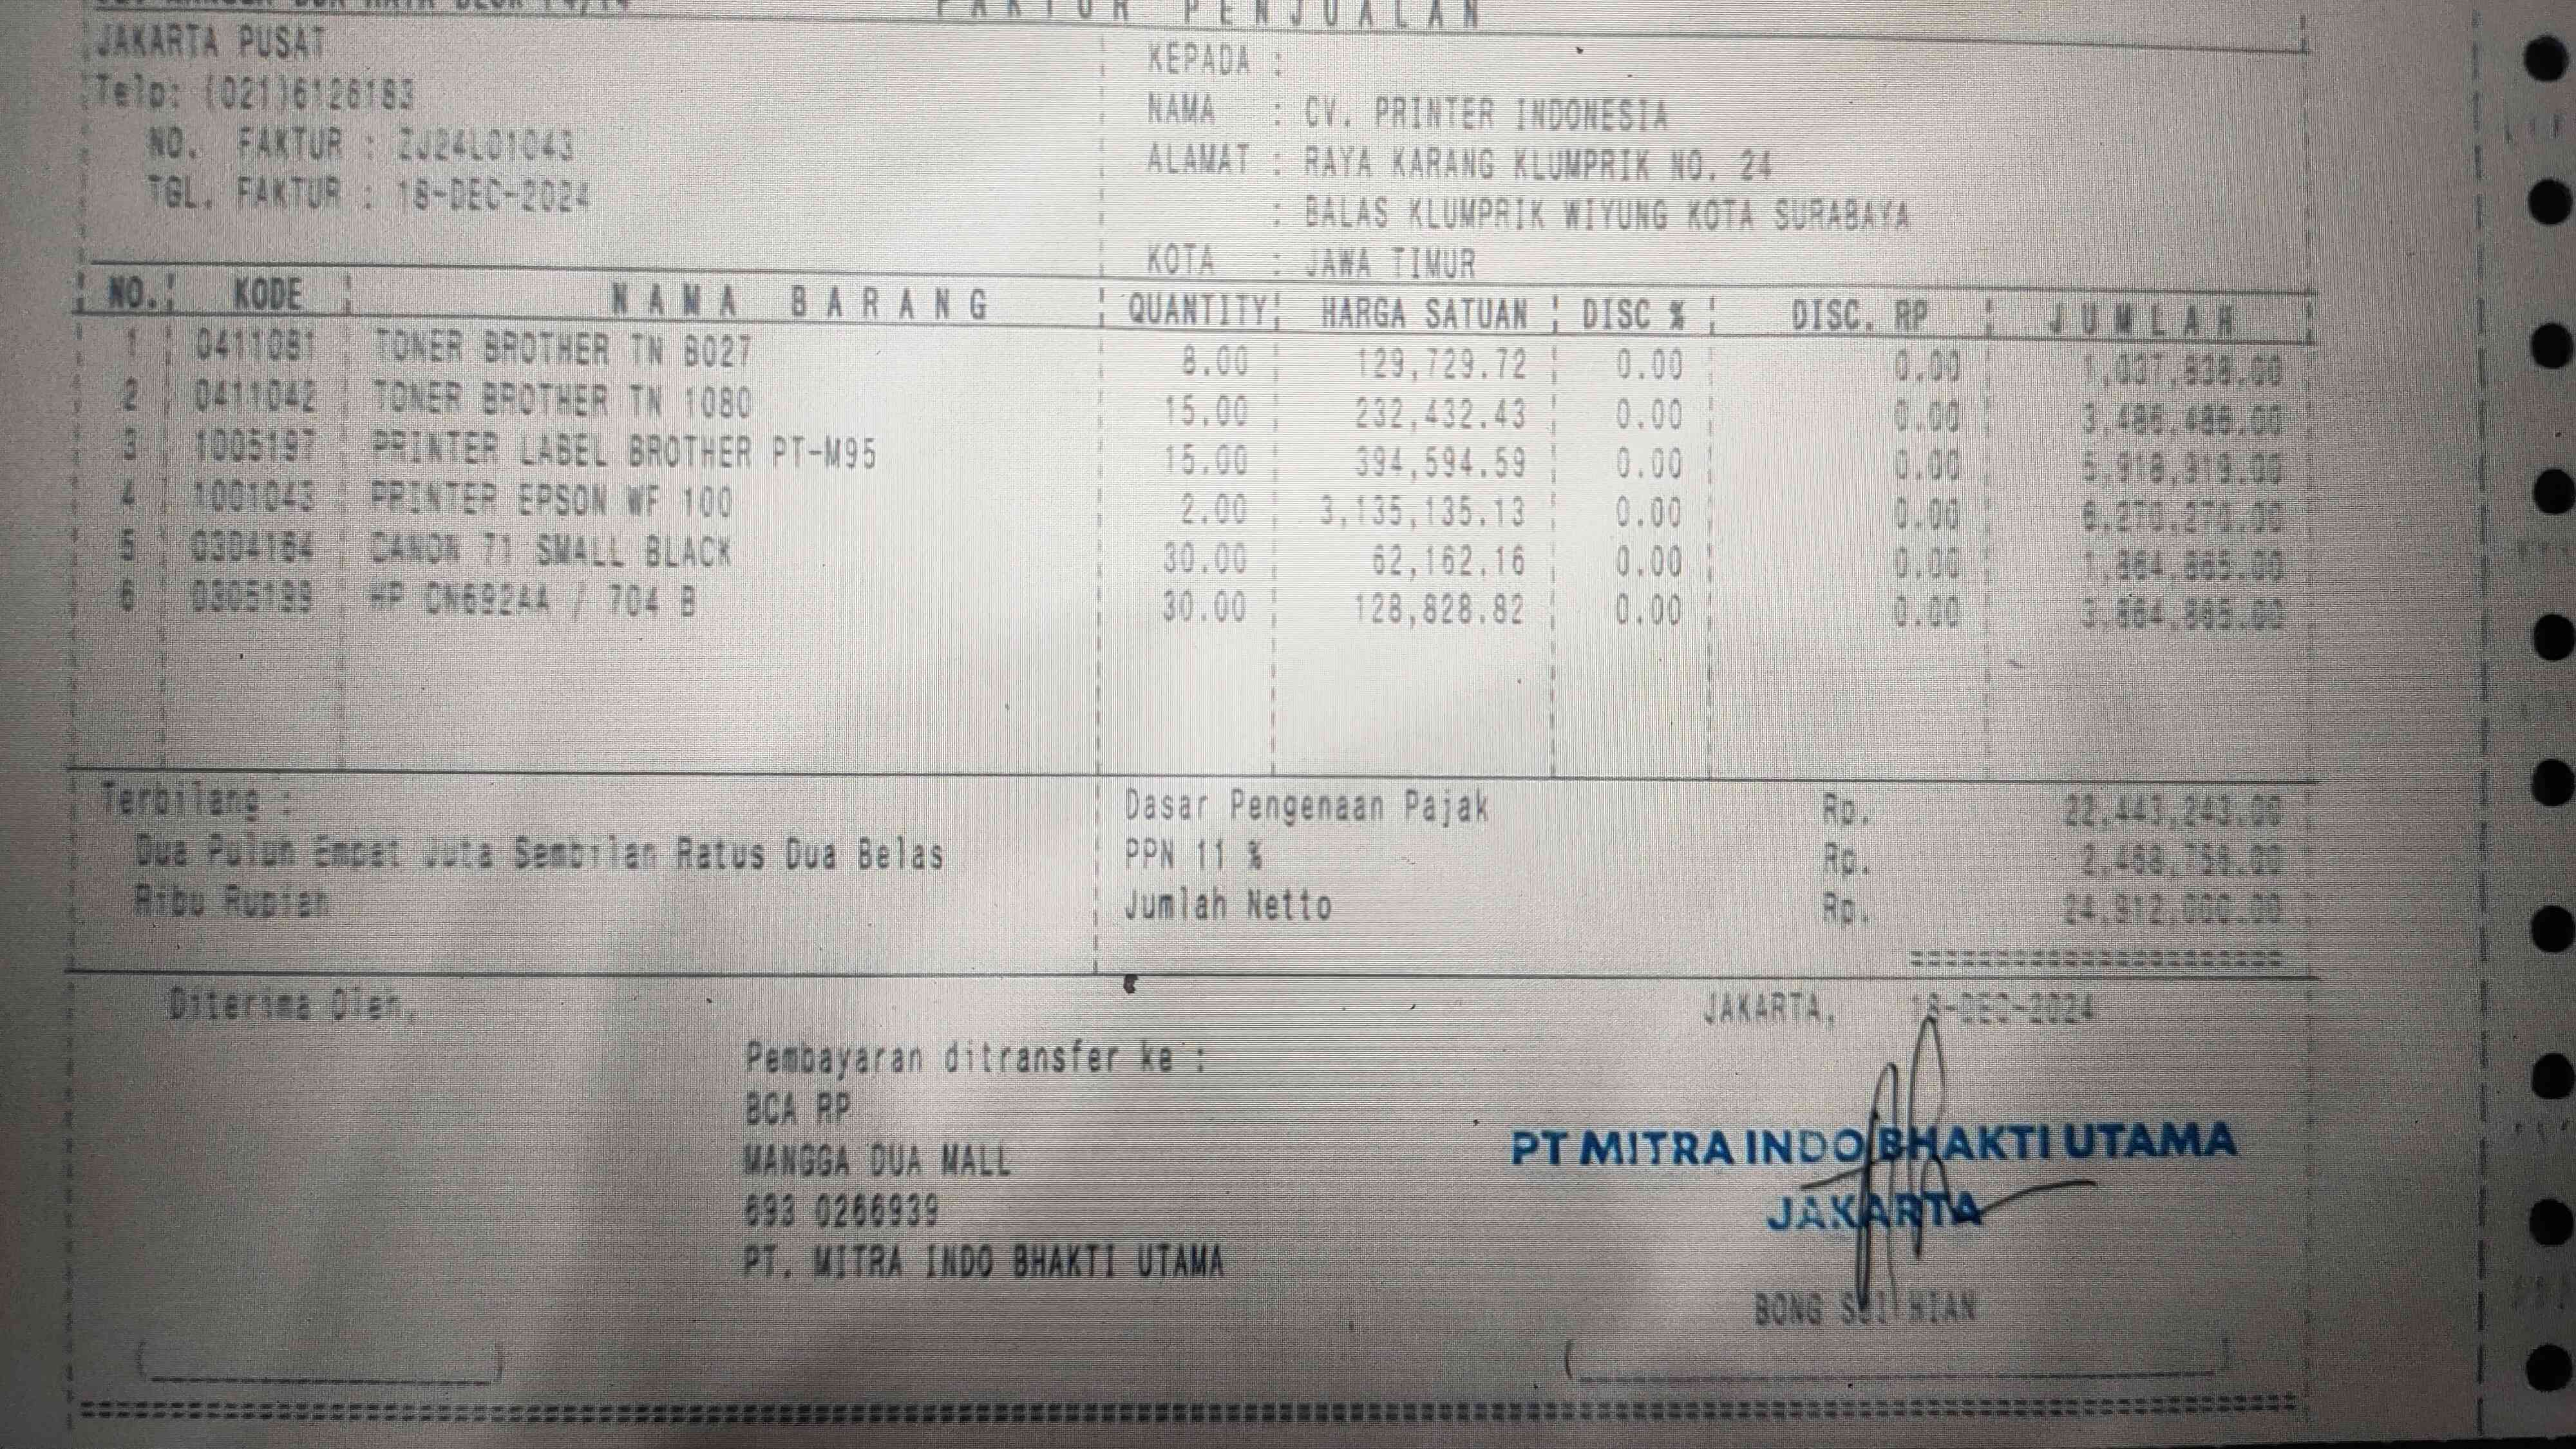 FAKTUR PENJUALAN
JAKARTA PUSAT
Telp: (021)6126183
NO. FAKTUR : ZJ24L01043
TGL. FAKTUR : 18-DEC-2024
KEPADA :
NAMA : CV. PRINTER INDONESIA
ALAMAT : RAYA KARANG KLUMPRIK NO. 24
: BALAS KLUMPRIK WIYUNG KOTA SURABAYA
KOTA : JAWA TIMUR
NO. KODE NAMA BARANG QUANTITY HARGA SATUAN DISC % DISC. RP JUMLAH
1 0411081 TONER BROTHER TN B027 8.00 129,729.72 0.00 0.00 1,037,838.00
2 0411042 TONER BROTHER TN 1080 15.00 232,432.43 0.00 0.00 3,486,486.00
3 1005197 PRINTER LABEL BROTHER PT-M95 15.00 394,594.59 0.00 0.00 5,918,919.00
4 1001043 PRINTER EPSON WF 100 2.00 3,135,135.13 0.00 0.00 6,270,270.00
5 0304164 CANON 71 SMALL BLACK 30.00 62,162.16 0.00 0.00 1,864,865.00
6 0305199 HP CN692AA / 704 B 30.00 128,828.82 0.00 0.00 3,864,865.00
Terbilang :
Dua Puluh Empat Juta Sembilan Ratus Dua Belas
Ribu Rupiah
Dasar Pengenaan Pajak Rp. 22,443,243.00
PPN 11 % Rp. 2,468,756.00
Jumlah Netto Rp. 24,912,000.00
Diterima Oleh,
JAKARTA, 18-DEC-2024
Pembayaran ditransfer ke :
BCA RP
MANGGA DUA MALL
693 0266939
PT. MITRA INDO BHAKTI UTAMA
PT MITRA INDO BHAKTI UTAMA
JAKARTA
BONG HIAN